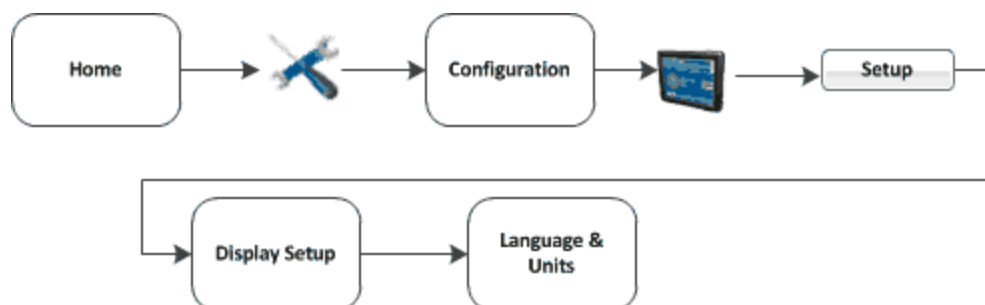 Home
Configuration
Setup
Display Setup
Language &
Units